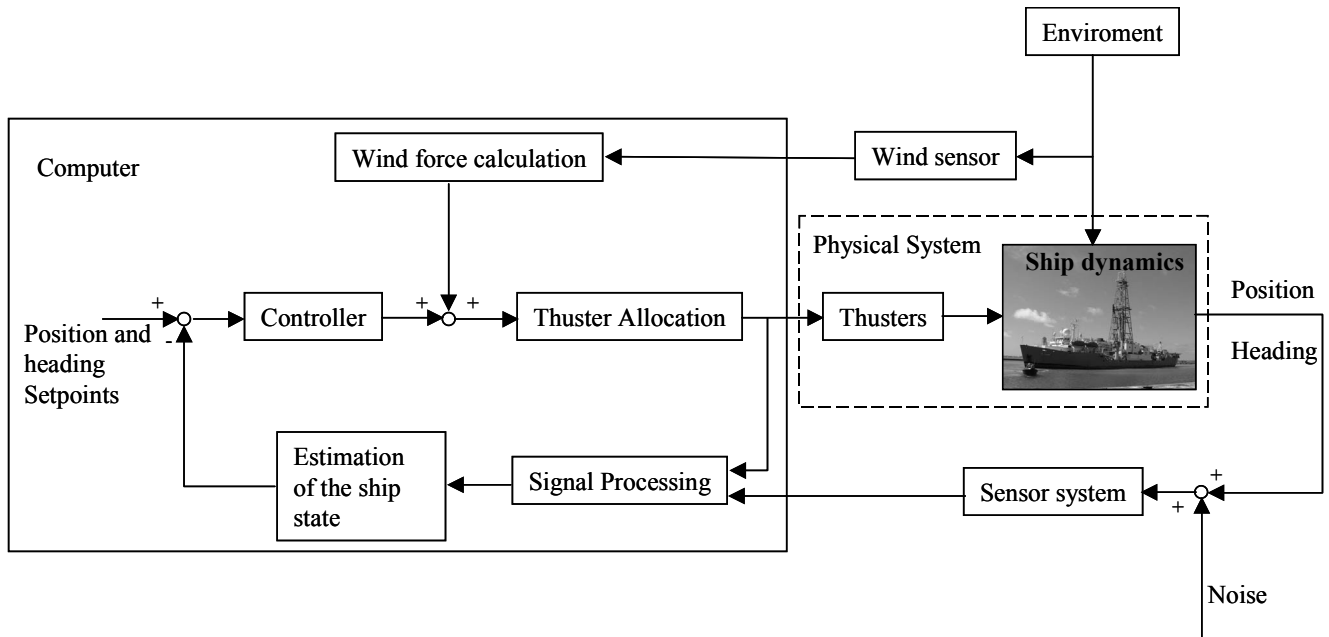 Enviroment
Computer
Wind force calculation
Wind sensor
Physical System
Ship dynamics
+
Position and
heading
Setpoints
-
Controller
+
+
Thuster Allocation
Thusters
Position
Heading
Estimation
of the ship
state
Signal Processing
Sensor system
+
+
Noise